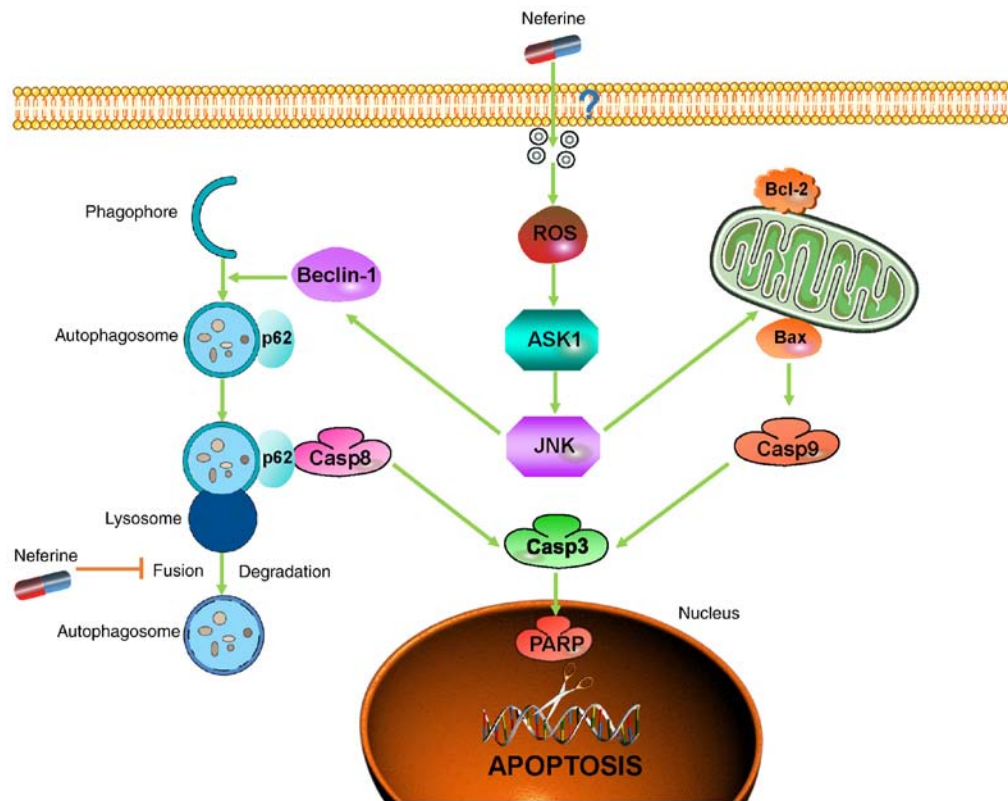 Neferine
?
Bcl-2
Phagophore
ROS
Beclin-1
Autophagosome
p62
ASK1
Bax
JNK
p62
Casp8
Casp9
Lysosome
Casp3
Neferine
Fusion
Degradation
Nucleus
Autophagosome
PARP
APOPTOSIS